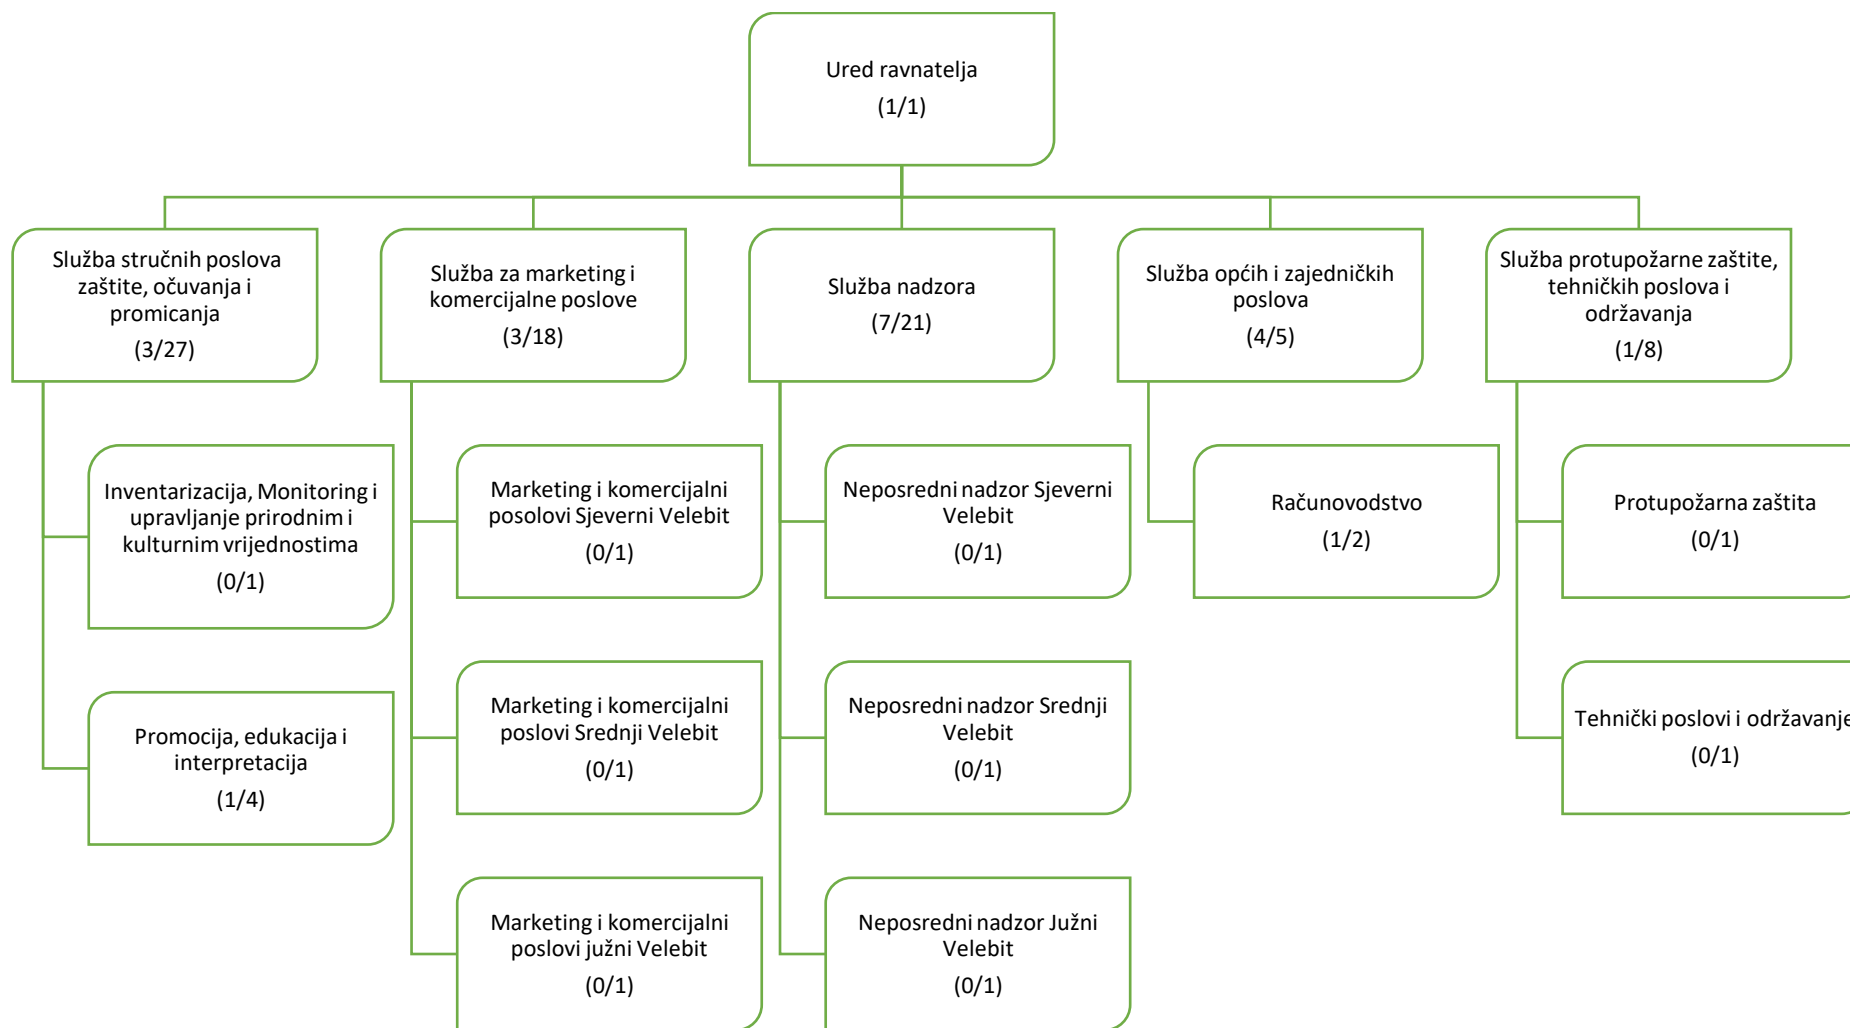 Ured ravnatelja
(1/1)
Služba stručnih poslova
zaštite, očuvanja i
promicanja
(3/27)
Služba za marketing i
komercijalne poslove
(3/18)
Služba nadzora
(7/21)
Služba općih i zajedničkih
poslova
(4/5)
Služba protupožarne zaštite,
tehničkih poslova i
održavanja
(1/8)
Inventarizacija, Monitoring i
upravljanje prirodnim i
kulturnim vrijednostima
(0/1)
Promocija, edukacija i
interpretacija
(1/4)
Marketing i komercijalni
posolovi Sjeverni Velebit
(0/1)
Marketing i komercijalni
poslovi Srednji Velebit
(0/1)
Marketing i komercijalni
poslovi južni Velebit
(0/1)
Neposredni nadzor Sjeverni
Velebit
(0/1)
Neposredni nadzor Srednji
Velebit
(0/1)
Neposredni nadzor Južni
Velebit
(0/1)
Računovodstvo
(1/2)
Protupožarna zaštita
(0/1)
Tehnički poslovi i održavanje
(0/1)